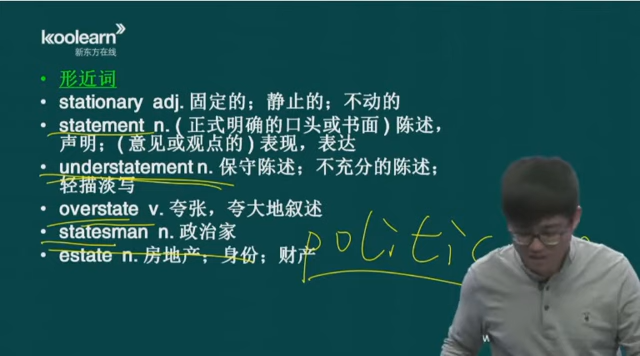 koolearn
新东方在线
• 形近词
• stationary adj. 固定的；静止的；不动的
• statement n. ( 正式明确的口头或书面 ) 陈述，
声明；( 意见或观点的 ) 表现，表达
• understatement n. 保守陈述；不充分的陈述；
轻描淡写
• overstate v. 夸张，夸大地叙述
• statesman n. 政治家
• estate n. 房地产；身份；财产